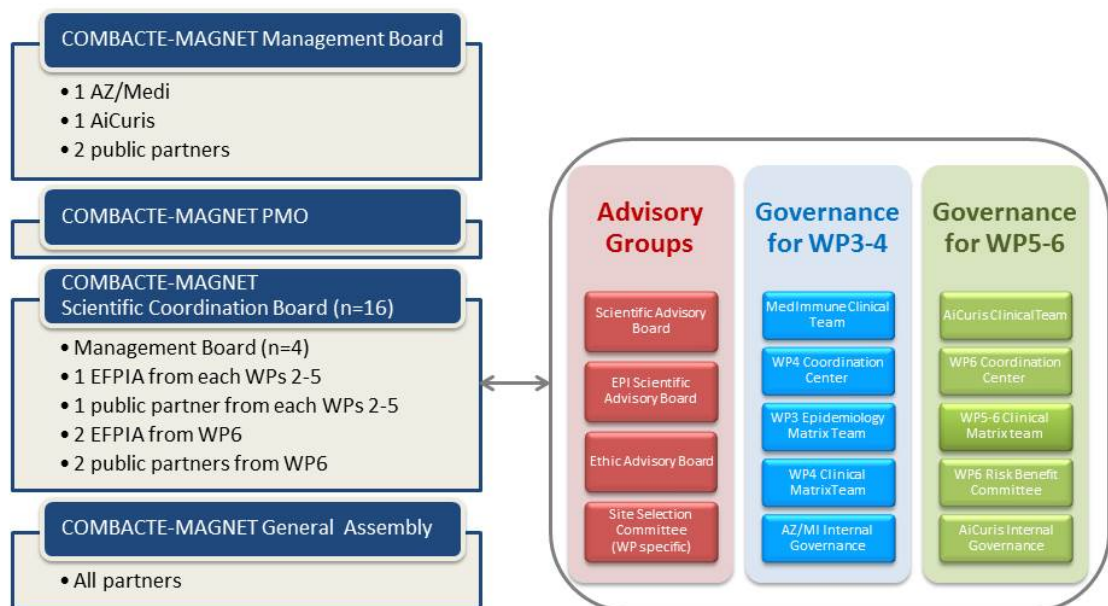 COMBACTE-MAGNET Management Board
• 1 AZ/Medi
• 1 AiCuris
• 2 public partners
COMBACTE-MAGNET PMO
COMBACTE-MAGNET
Scientific Coordination Board (n=16)
• Management Board (n=4)
• 1 EFPIA from each WPs 2-5
• 1 public partner from each WPs 2-5
• 2 EFPIA from WP6
• 2 public partners from WP6
COMBACTE-MAGNET General Assembly
• All partners
Advisory
Groups
Scientific Advisory
Board
EPI Scientific
Advisory Board
Ethic Advisory Board
Site Selection
Committee
(WP specific)
Governance
for WP3-4
MedImmune Clinical
Team
WP4 Coordination
Center
WP3 Epidemiology
Matrix Team
WP4 Clinical
MatrixTeam
AZ/MI Internal
Governance
Governance
for WP5-6
AiCuris Clinical Team
WP6 Coordination
Center
WP5-6 Clinical
Matrix team
WP6 Risk Benefit
Committee
AiCuris Internal
Governance